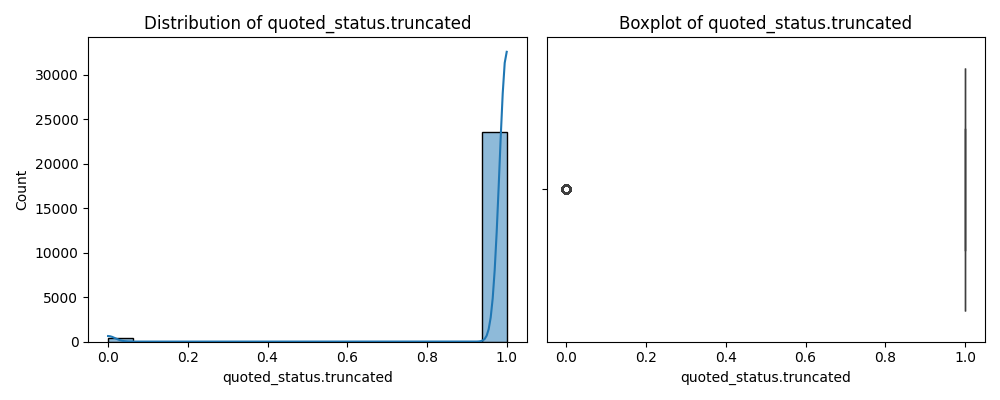 Distribution of quoted_status.truncated
Count
30000
25000
20000
15000
10000
5000
0
0.0 0.2 0.4 0.6 0.8 1.0
quoted_status.truncated
Boxplot of quoted_status.truncated
0.0 0.2 0.4 0.6 0.8 1.0
quoted_status.truncated